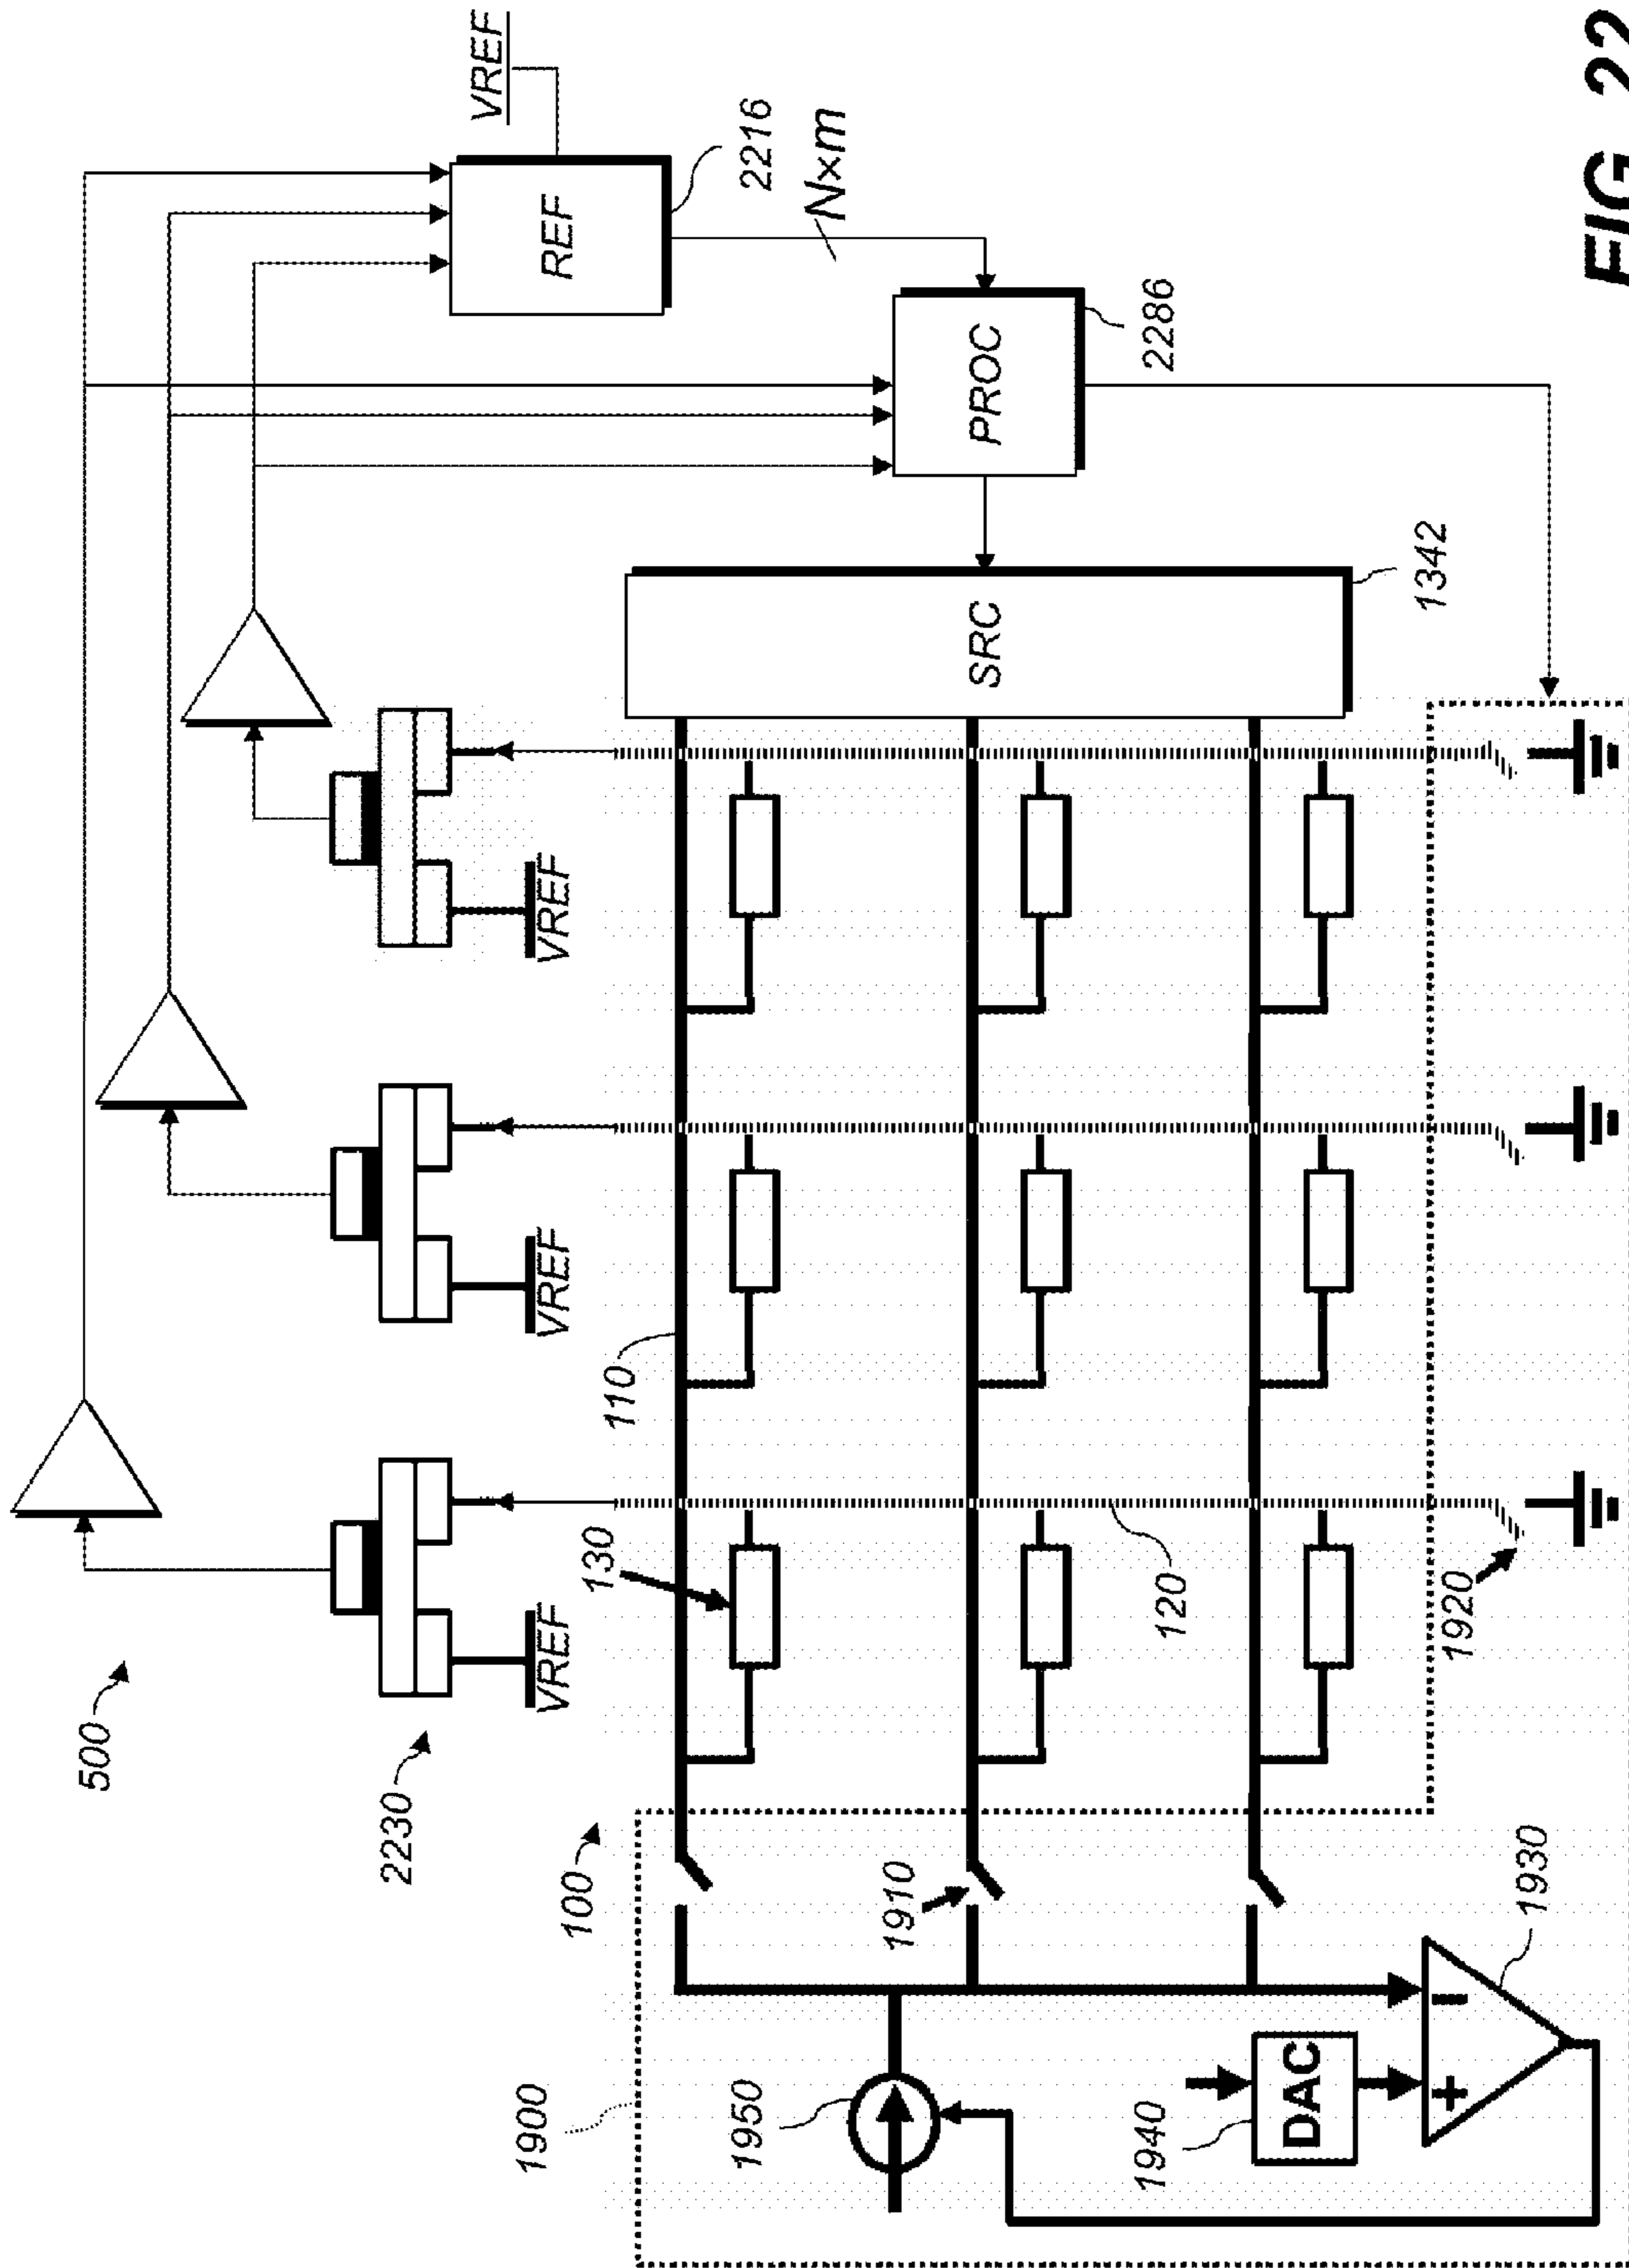 500
2230
VREF
VREF
VREF
VREF
REF
2216
N×m
PROC
2286
SRC
1342
100
110
130
120
1900
1910
1920
1950
1940
DAC
+
−
1930
FIG. 22